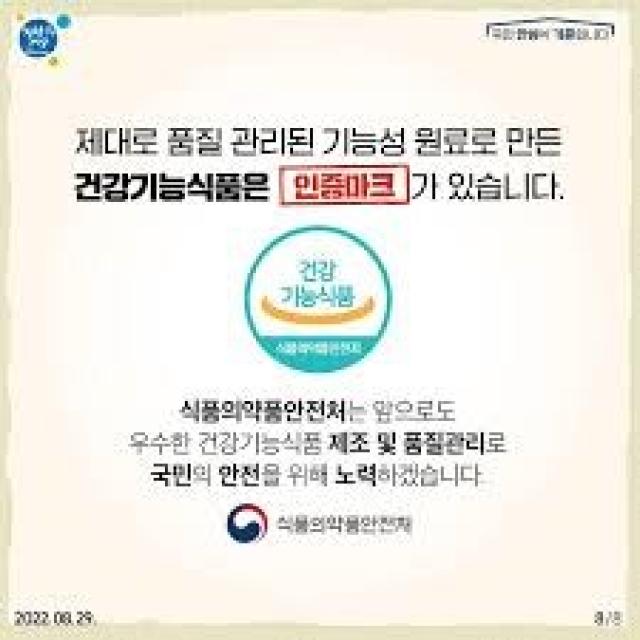 제대로 품질 관리된 기능성 원료로 만든
건강기능식품은 인증마크가 있습니다.
건강
기능식품
식품의약품안전처
식품의약품안전처는 앞으로도
우수한 건강기능식품 제조 및 품질관리로
국민의 안전을 위해 노력하겠습니다.
식품의약품안전처
2022. 08. 29.
8/8